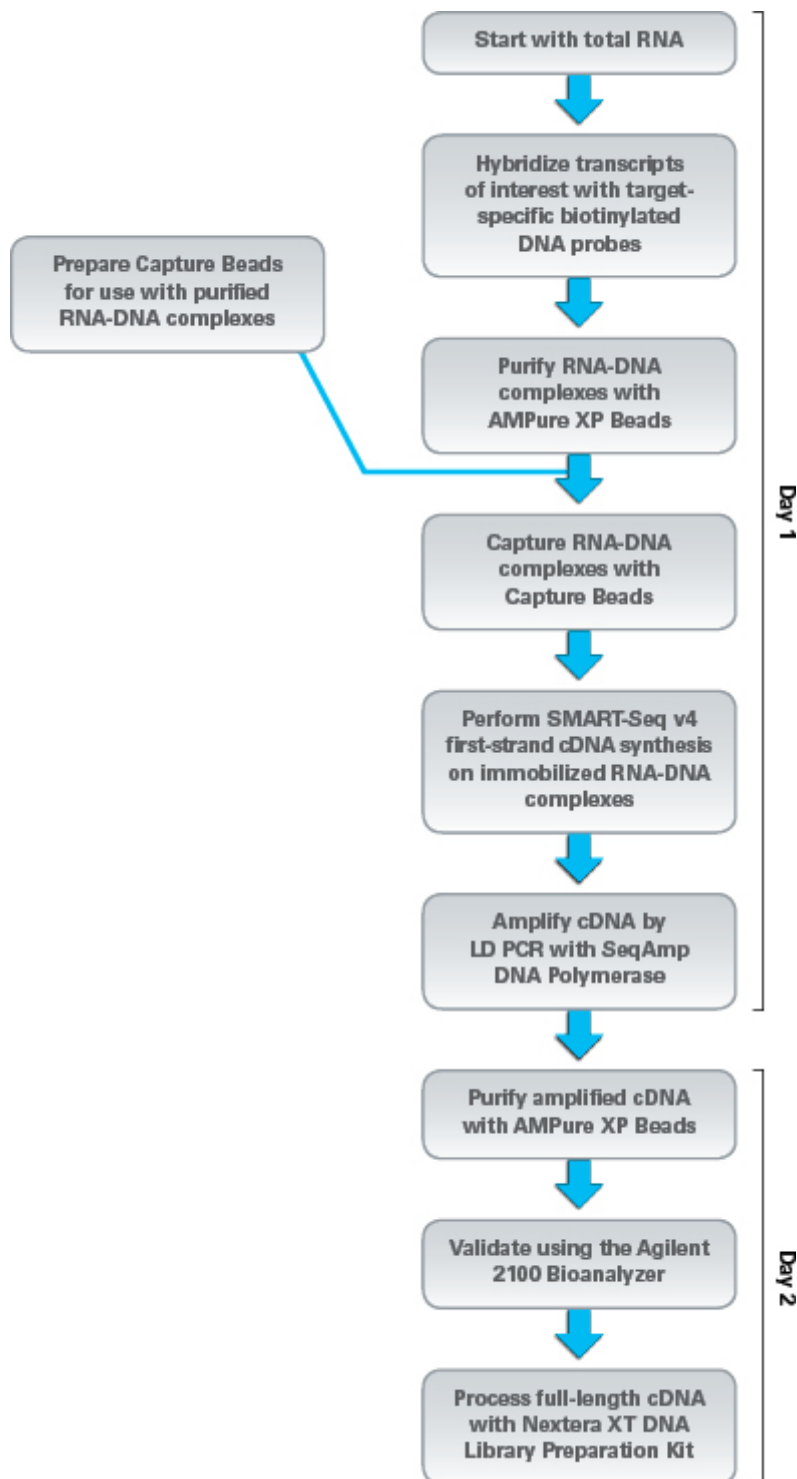 Start with total RNA
Hybridize transcripts
of interest with target-
specific biotinylated
DNA probes
Prepare Capture Beads
for use with purified
RNA-DNA complexes
Purify RNA-DNA
complexes with
AMPure XP Beads
Capture RNA-DNA
complexes with
Capture Beads
Perform SMART-Seq v4
first-strand cDNA synthesis
on immobilized RNA-DNA
complexes
Amplify cDNA by
LD PCR with SeqAmp
DNA Polymerase
Day 1
Purify amplified cDNA
with AMPure XP Beads
Validate using the Agilent
2100 Bioanalyzer
Process full-length cDNA
with Nextera XT DNA
Library Preparation Kit
Day 2